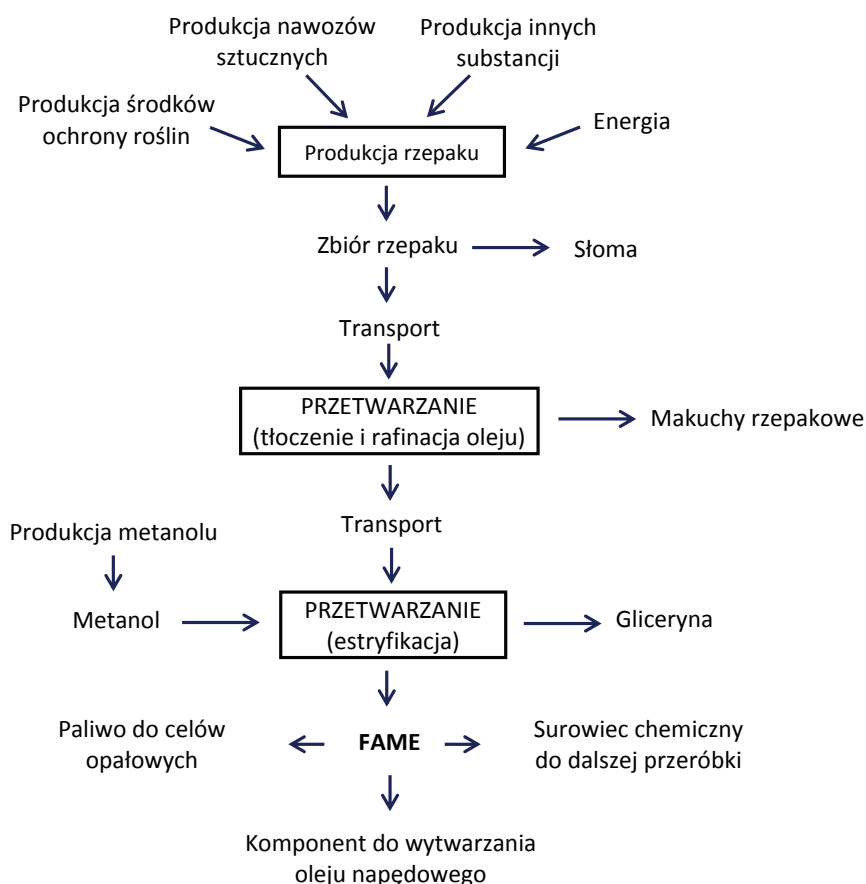 Produkcja nawozów
sztucznych
Produkcja innych
substancji
Produkcja środków
ochrony roślin
Energia
Produkcja rzepaku
Zbiór rzepaku
Słoma
Transport
PRZETWARZANIE
(tłoczenie i rafinacja oleju)
Makuchy rzepakowe
Transport
Produkcja metanolu
Metanol
PRZETWARZANIE
(estryfikacja)
Gliceryna
Paliwo do celów
opałowych
FAME
Surowiec chemiczny
do dalszej przeróbki
Komponent do wytwarzania
oleju napędowego